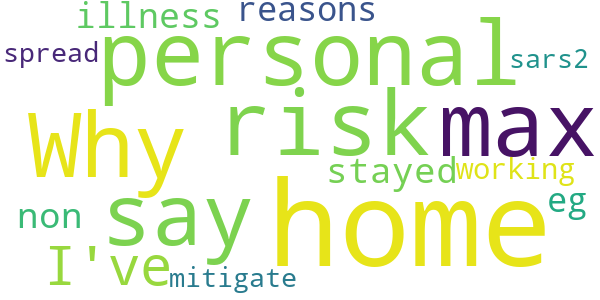 illness reasons
spread personal sars2
Why risk max
stayed working
non say home eg
I've mitigate